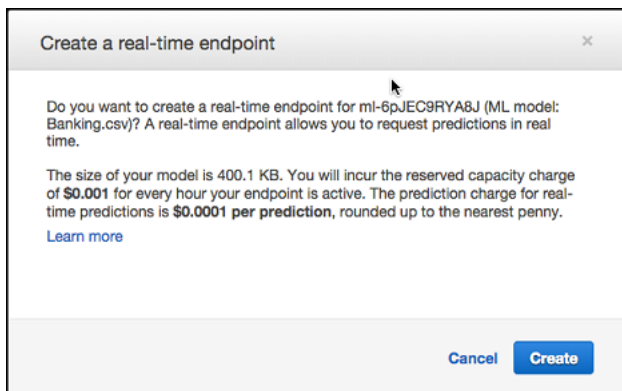 Create a real-time endpoint
×
Do you want to create a real-time endpoint for ml-6pJEC9RYA8J (ML model:
Banking.csv)? A real-time endpoint allows you to request predictions in real
time.
The size of your model is 400.1 KB. You will incur the reserved capacity charge
of $0.001 for every hour your endpoint is active. The prediction charge for real-
time predictions is $0.0001 per prediction, rounded up to the nearest penny.
Learn more
Cancel
Create